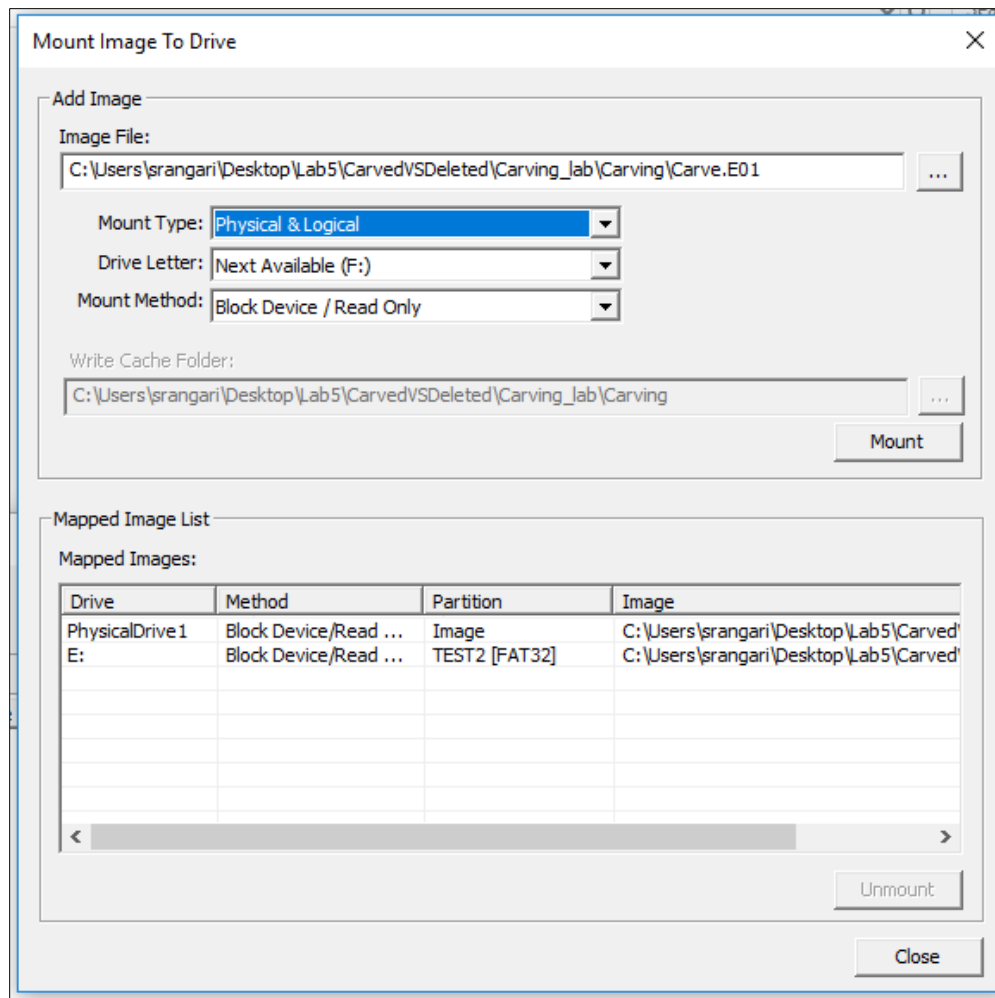 Mount Image To Drive
Add Image
Image File:
C:\Users\srangari\Desktop\Lab5\CarvedVSDeleted\Carving_lab\Carving\Carve.E01 ...
Mount Type: Physical & Logical
Drive Letter: Next Available (F:)
Mount Method: Block Device / Read Only
Write Cache Folder:
C:\Users\srangari\Desktop\Lab5\CarvedVSDeleted\Carving_lab\Carving ...
Mount
Mapped Image List
Mapped Images:
Drive Method Partition Image
PhysicalDrive1 Block Device/Read ... Image C:\Users\srangari\Desktop\Lab5\Carved
E: Block Device/Read ... TEST2 [FAT32] C:\Users\srangari\Desktop\Lab5\Carved
Unmount
Close